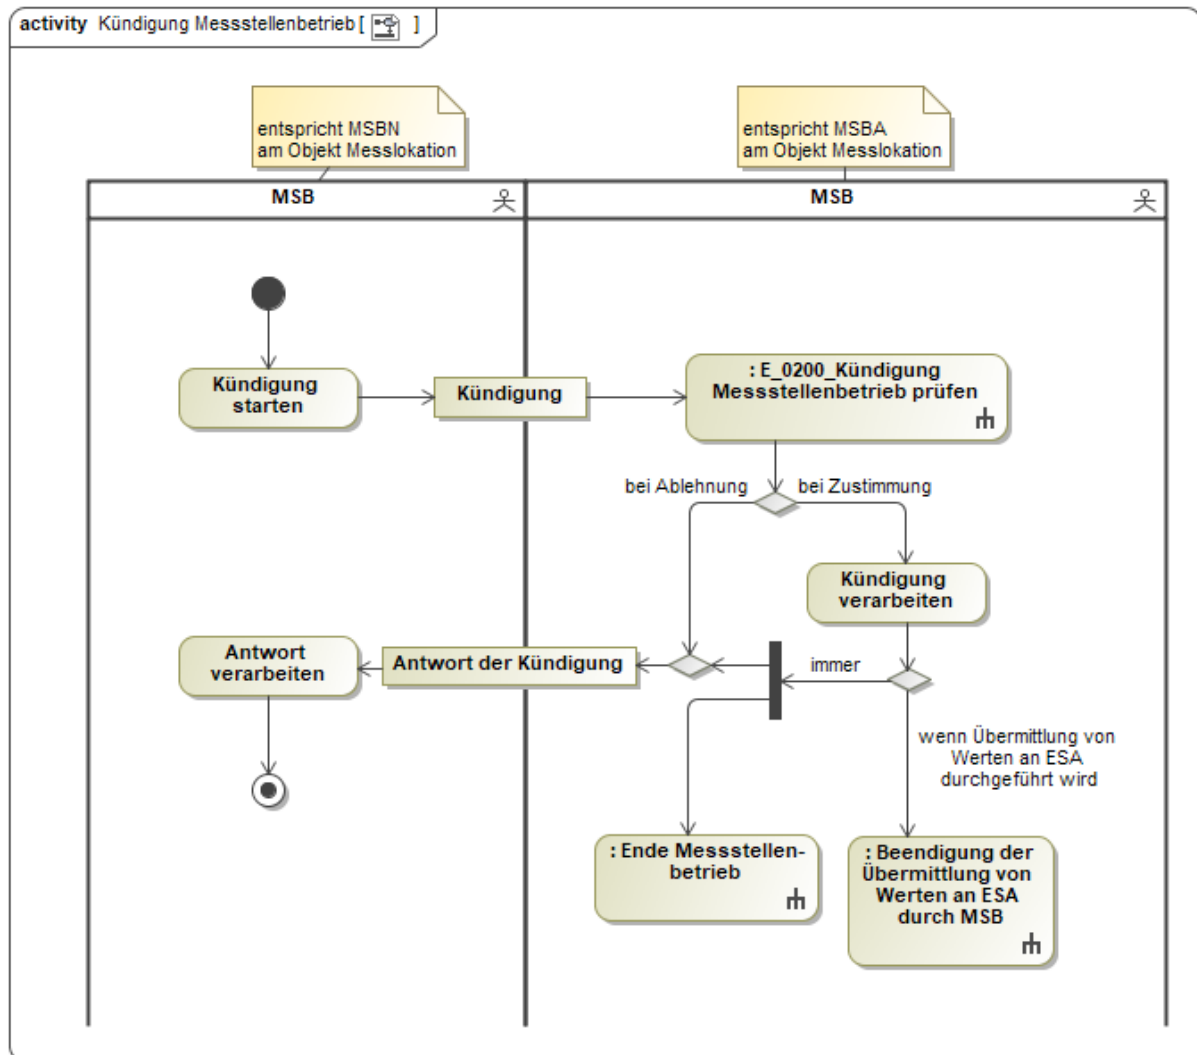 activity Kündigung Messstellenbetrieb [ ]
entspricht MSBN
am Objekt Messlokation
entspricht MSBA
am Objekt Messlokation
MSB
MSB
Kündigung
starten
Kündigung
: E_0200_Kündigung
Messstellenbetrieb prüfen
bei Ablehnung
bei Zustimmung
Kündigung
verarbeiten
Antwort
verarbeiten
Antwort der Kündigung
immer
wenn Übermittlung von
Werten an ESA
durchgeführt wird
: Ende Messstellen-
betrieb
: Beendigung der
Übermittlung von
Werten an ESA
durch MSB